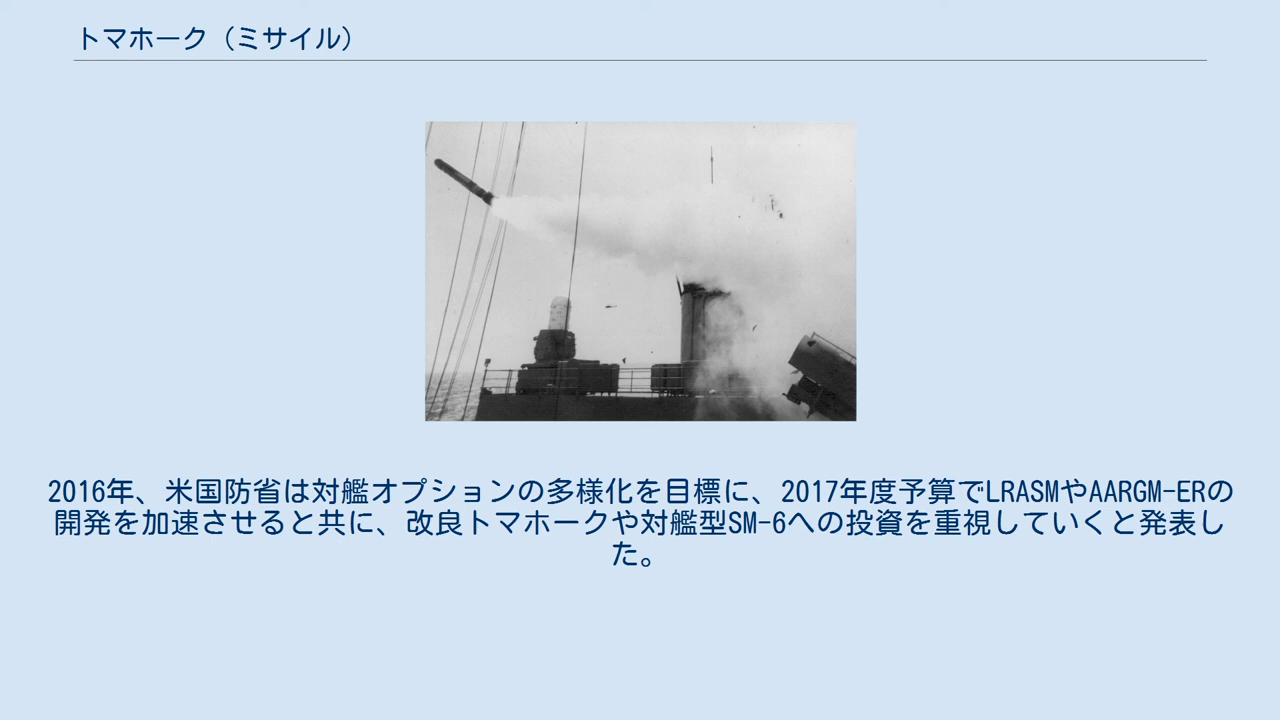 トマホーク（ミサイル）
2016年、米国防省は対艦オプションの多様化を目標に、2017年度予算でLRASMやAARGM-ERの
開発を加速させると共に、改良トマホークや対艦型SM-6への投資を重視していくと発表し
た。